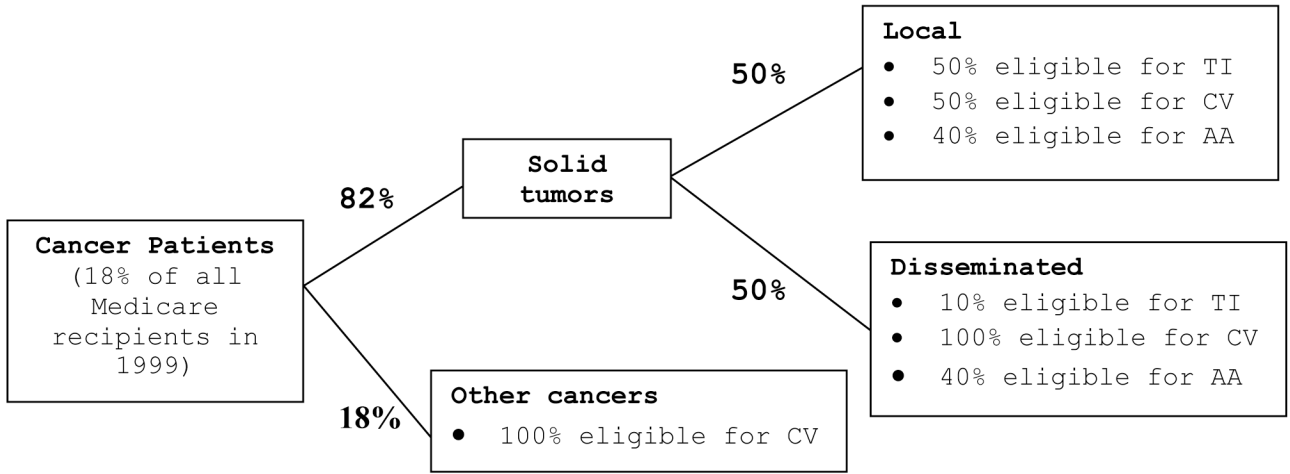 Cancer Patients
(18% of all
Medicare
recipients in
1999)
82%
18%
Solid
tumors
50%
50%
Local
• 50% eligible for TI
• 50% eligible for CV
• 40% eligible for AA
Disseminated
• 10% eligible for TI
• 100% eligible for CV
• 40% eligible for AA
Other cancers
• 100% eligible for CV